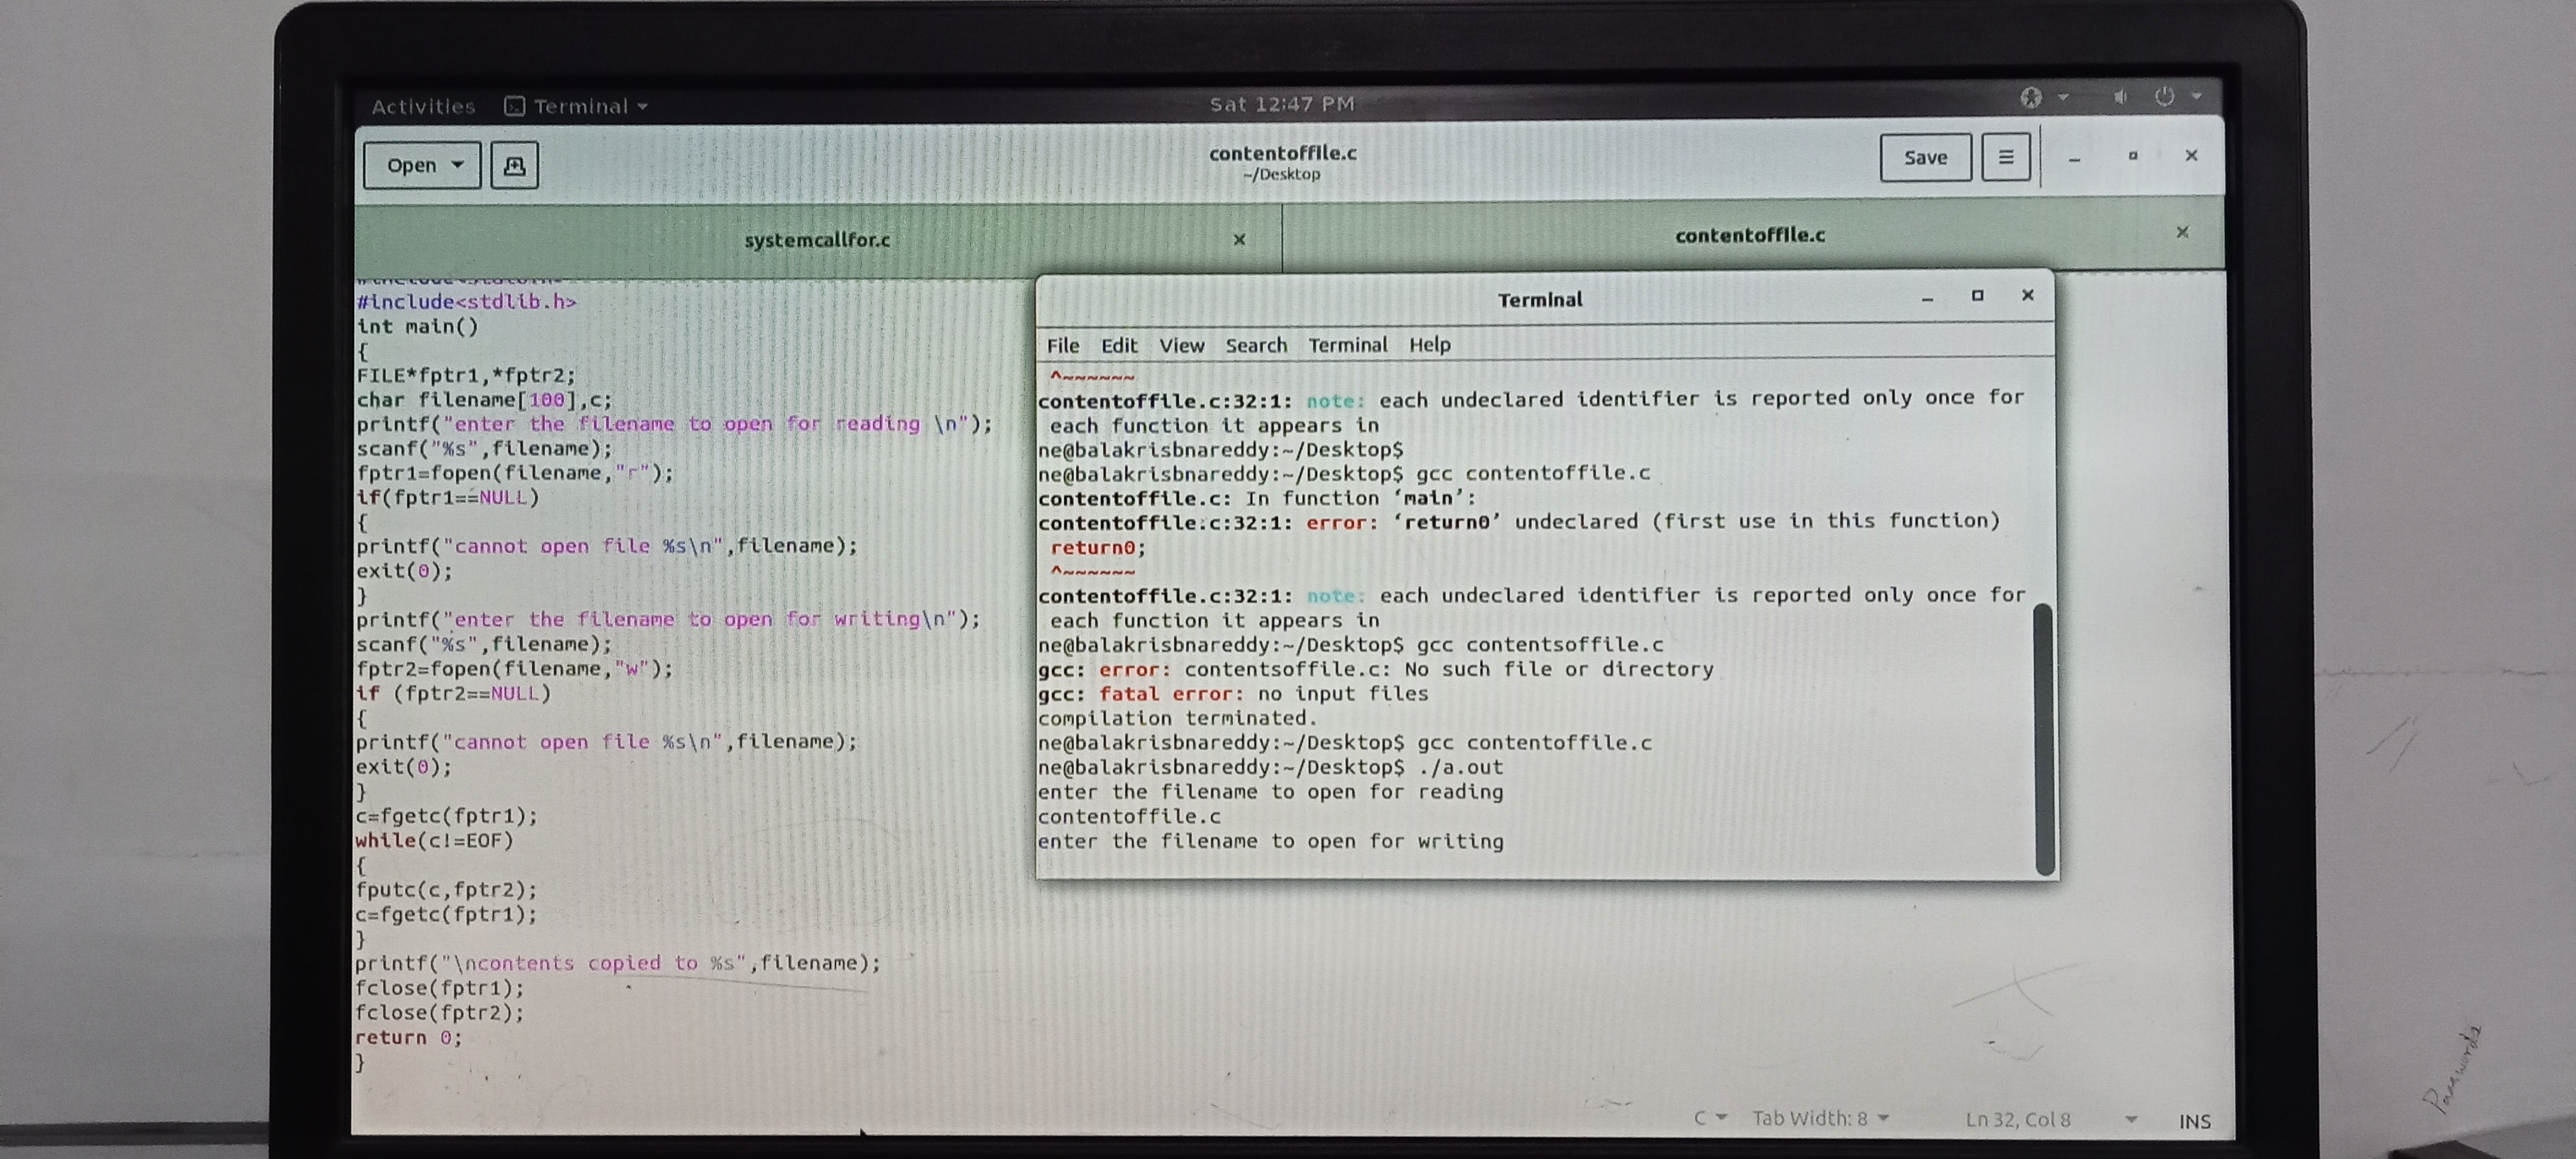 Activities Terminal Sat 12:47 PM
Open contentoffile.c Save
~/Desktop
systemcallfor.c contentoffile.c
#include<stdlib.h>
int main()
{
FILE*fptr1,*fptr2;
char filename[100],c;
printf("enter the filename to open for reading \n");
scanf("%s",filename);
fptr1=fopen(filename,"r");
if(fptr1==NULL)
{
printf("cannot open file %s\n",filename);
exit(0);
}
printf("enter the filename to open for writing\n");
scanf("%s",filename);
fptr2=fopen(filename,"w");
if (fptr2==NULL)
{
printf("cannot open file %s\n",filename);
exit(0);
}
c=fgetc(fptr1);
while(c!=EOF)
{
fputc(c,fptr2);
c=fgetc(fptr1);
}
printf("\ncontents copied to %s",filename);
fclose(fptr1);
fclose(fptr2);
return 0;
}
Terminal
File Edit View Search Terminal Help
^~~~~~~
contentoffile.c:32:1: note: each undeclared identifier is reported only once for
each function it appears in
ne@balakrisbnareddy:~/Desktop$
ne@balakrisbnareddy:~/Desktop$ gcc contentoffile.c
contentoffile.c: In function ‘main’:
contentoffile.c:32:1: error: ‘return0’ undeclared (first use in this function)
return0;
^~~~~~~
contentoffile.c:32:1: note: each undeclared identifier is reported only once for
each function it appears in
ne@balakrisbnareddy:~/Desktop$ gcc contentsoffile.c
gcc: error: contentsoffile.c: No such file or directory
gcc: fatal error: no input files
compilation terminated.
ne@balakrisbnareddy:~/Desktop$ gcc contentoffile.c
ne@balakrisbnareddy:~/Desktop$ ./a.out
enter the filename to open for reading
contentoffile.c
enter the filename to open for writing
C Tab Width: 8 Ln 32, Col 8 INS